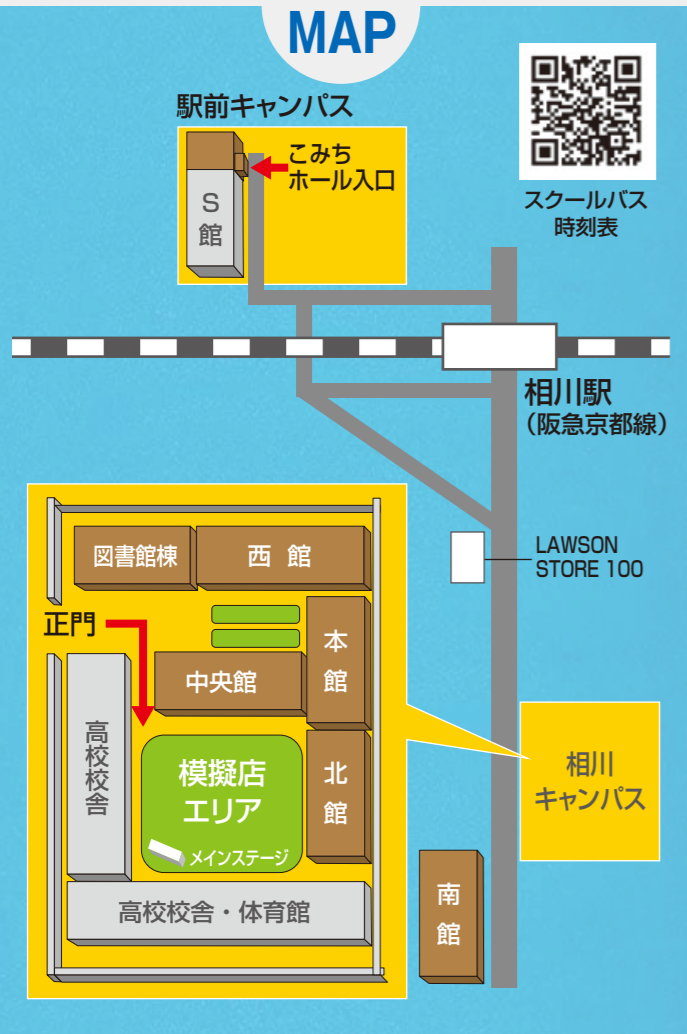 MAP
駅前キャンパス
こみち
ホール入口
S
館
スクールバス
時刻表
相川駅
（阪急京都線）
LAWSON
STORE 100
図書館棟
西 館
正門
本
館
中央館
高校校舎
模擬店
エリア
北
館
メインステージ
相川
キャンパス
高校校舎・体育館
南
館